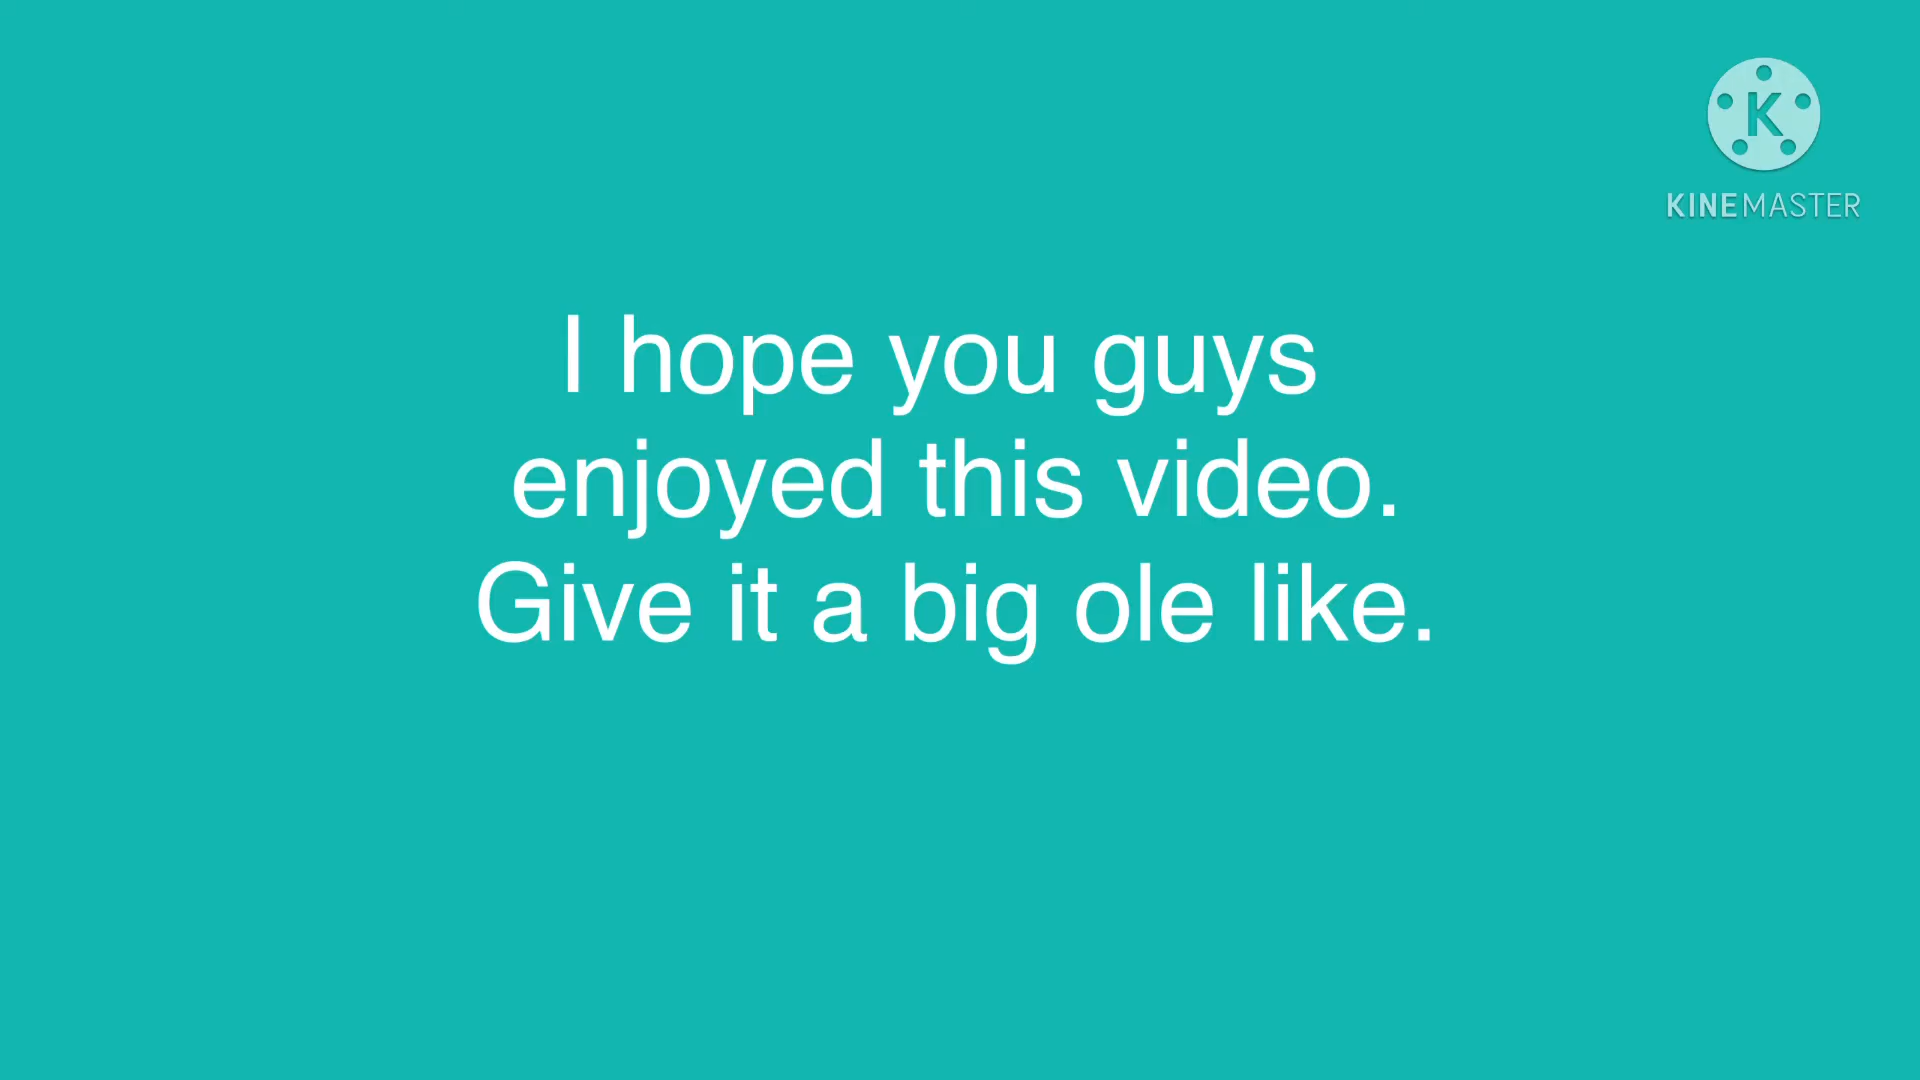 K
KINEMASTER
I hope you guys
enjoyed this video.
Give it a big ole like.